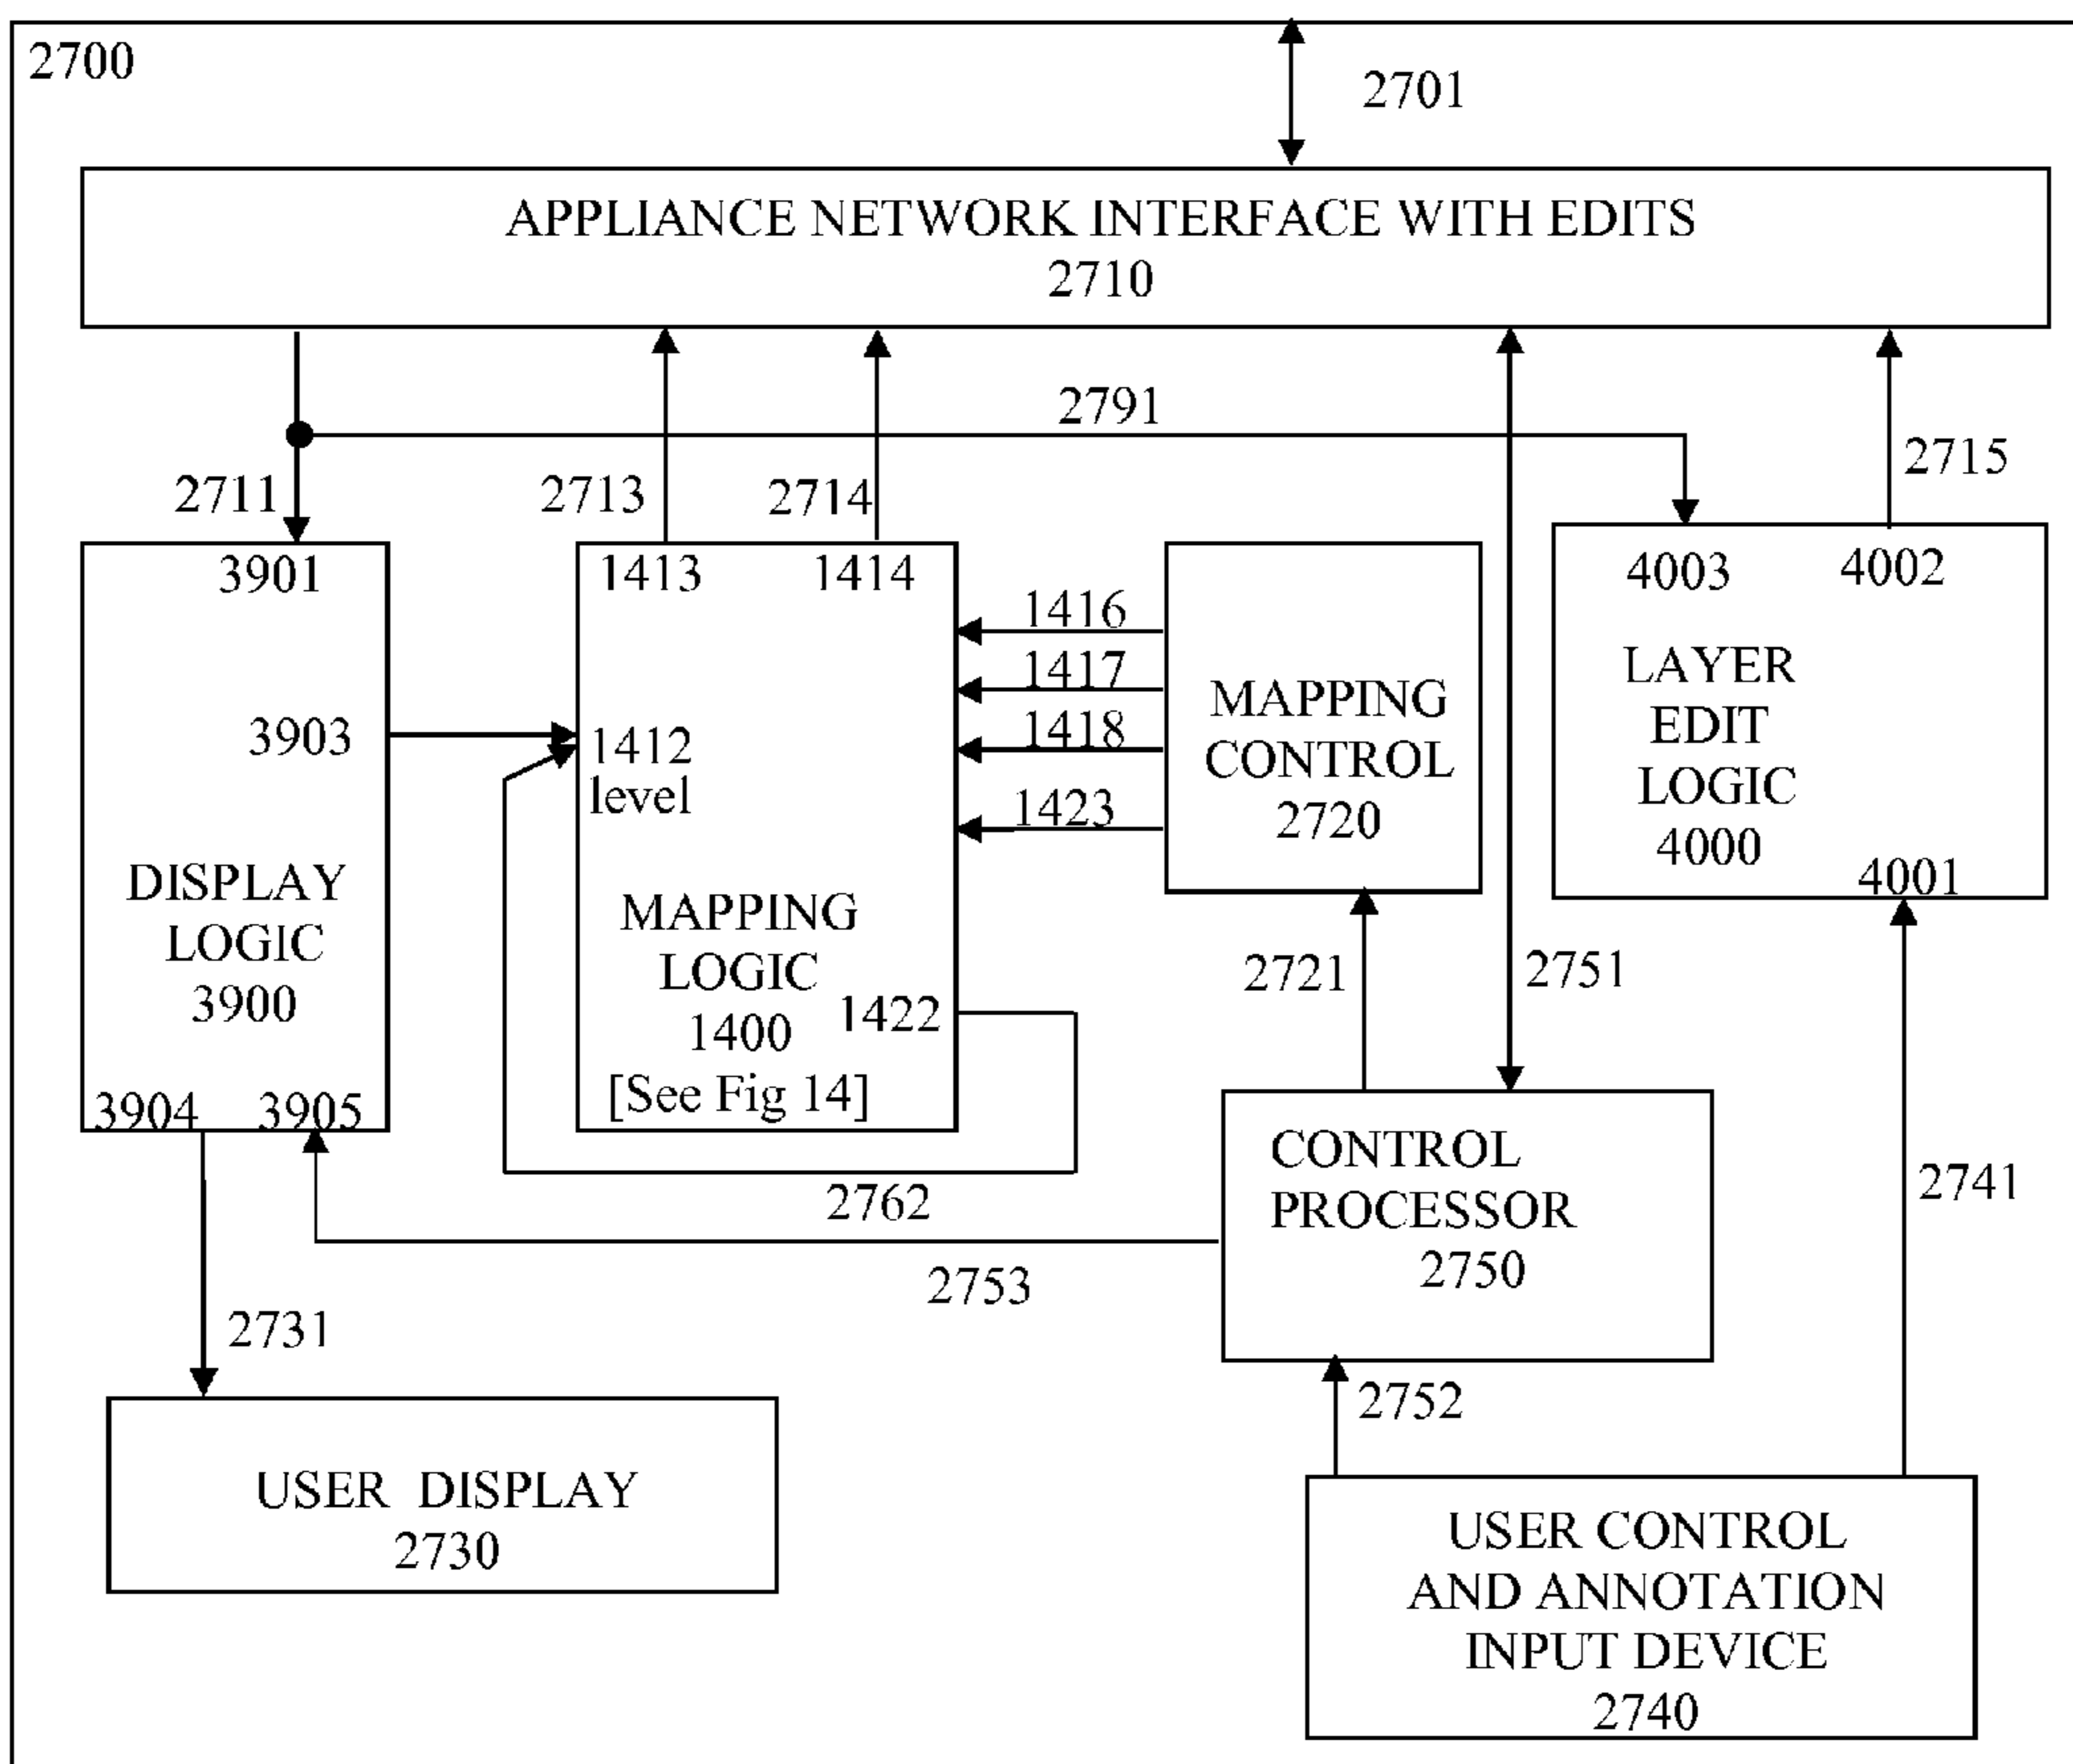 2700
2701
APPLIANCE NETWORK INTERFACE WITH EDITS
2710
2791
2711
2713
2714
2715
3901
3903
DISPLAY
LOGIC
3900
3904
3905
1413
1414
1412
level
MAPPING
LOGIC
1400
1422
[See Fig 14]
1416
1417
1418
1423
MAPPING
CONTROL
2720
4003
4002
LAYER
EDIT
LOGIC
4000
4001
2721
2751
2741
2762
2753
CONTROL
PROCESSOR
2750
2731
2752
USER DISPLAY
2730
USER CONTROL
AND ANNOTATION
INPUT DEVICE
2740